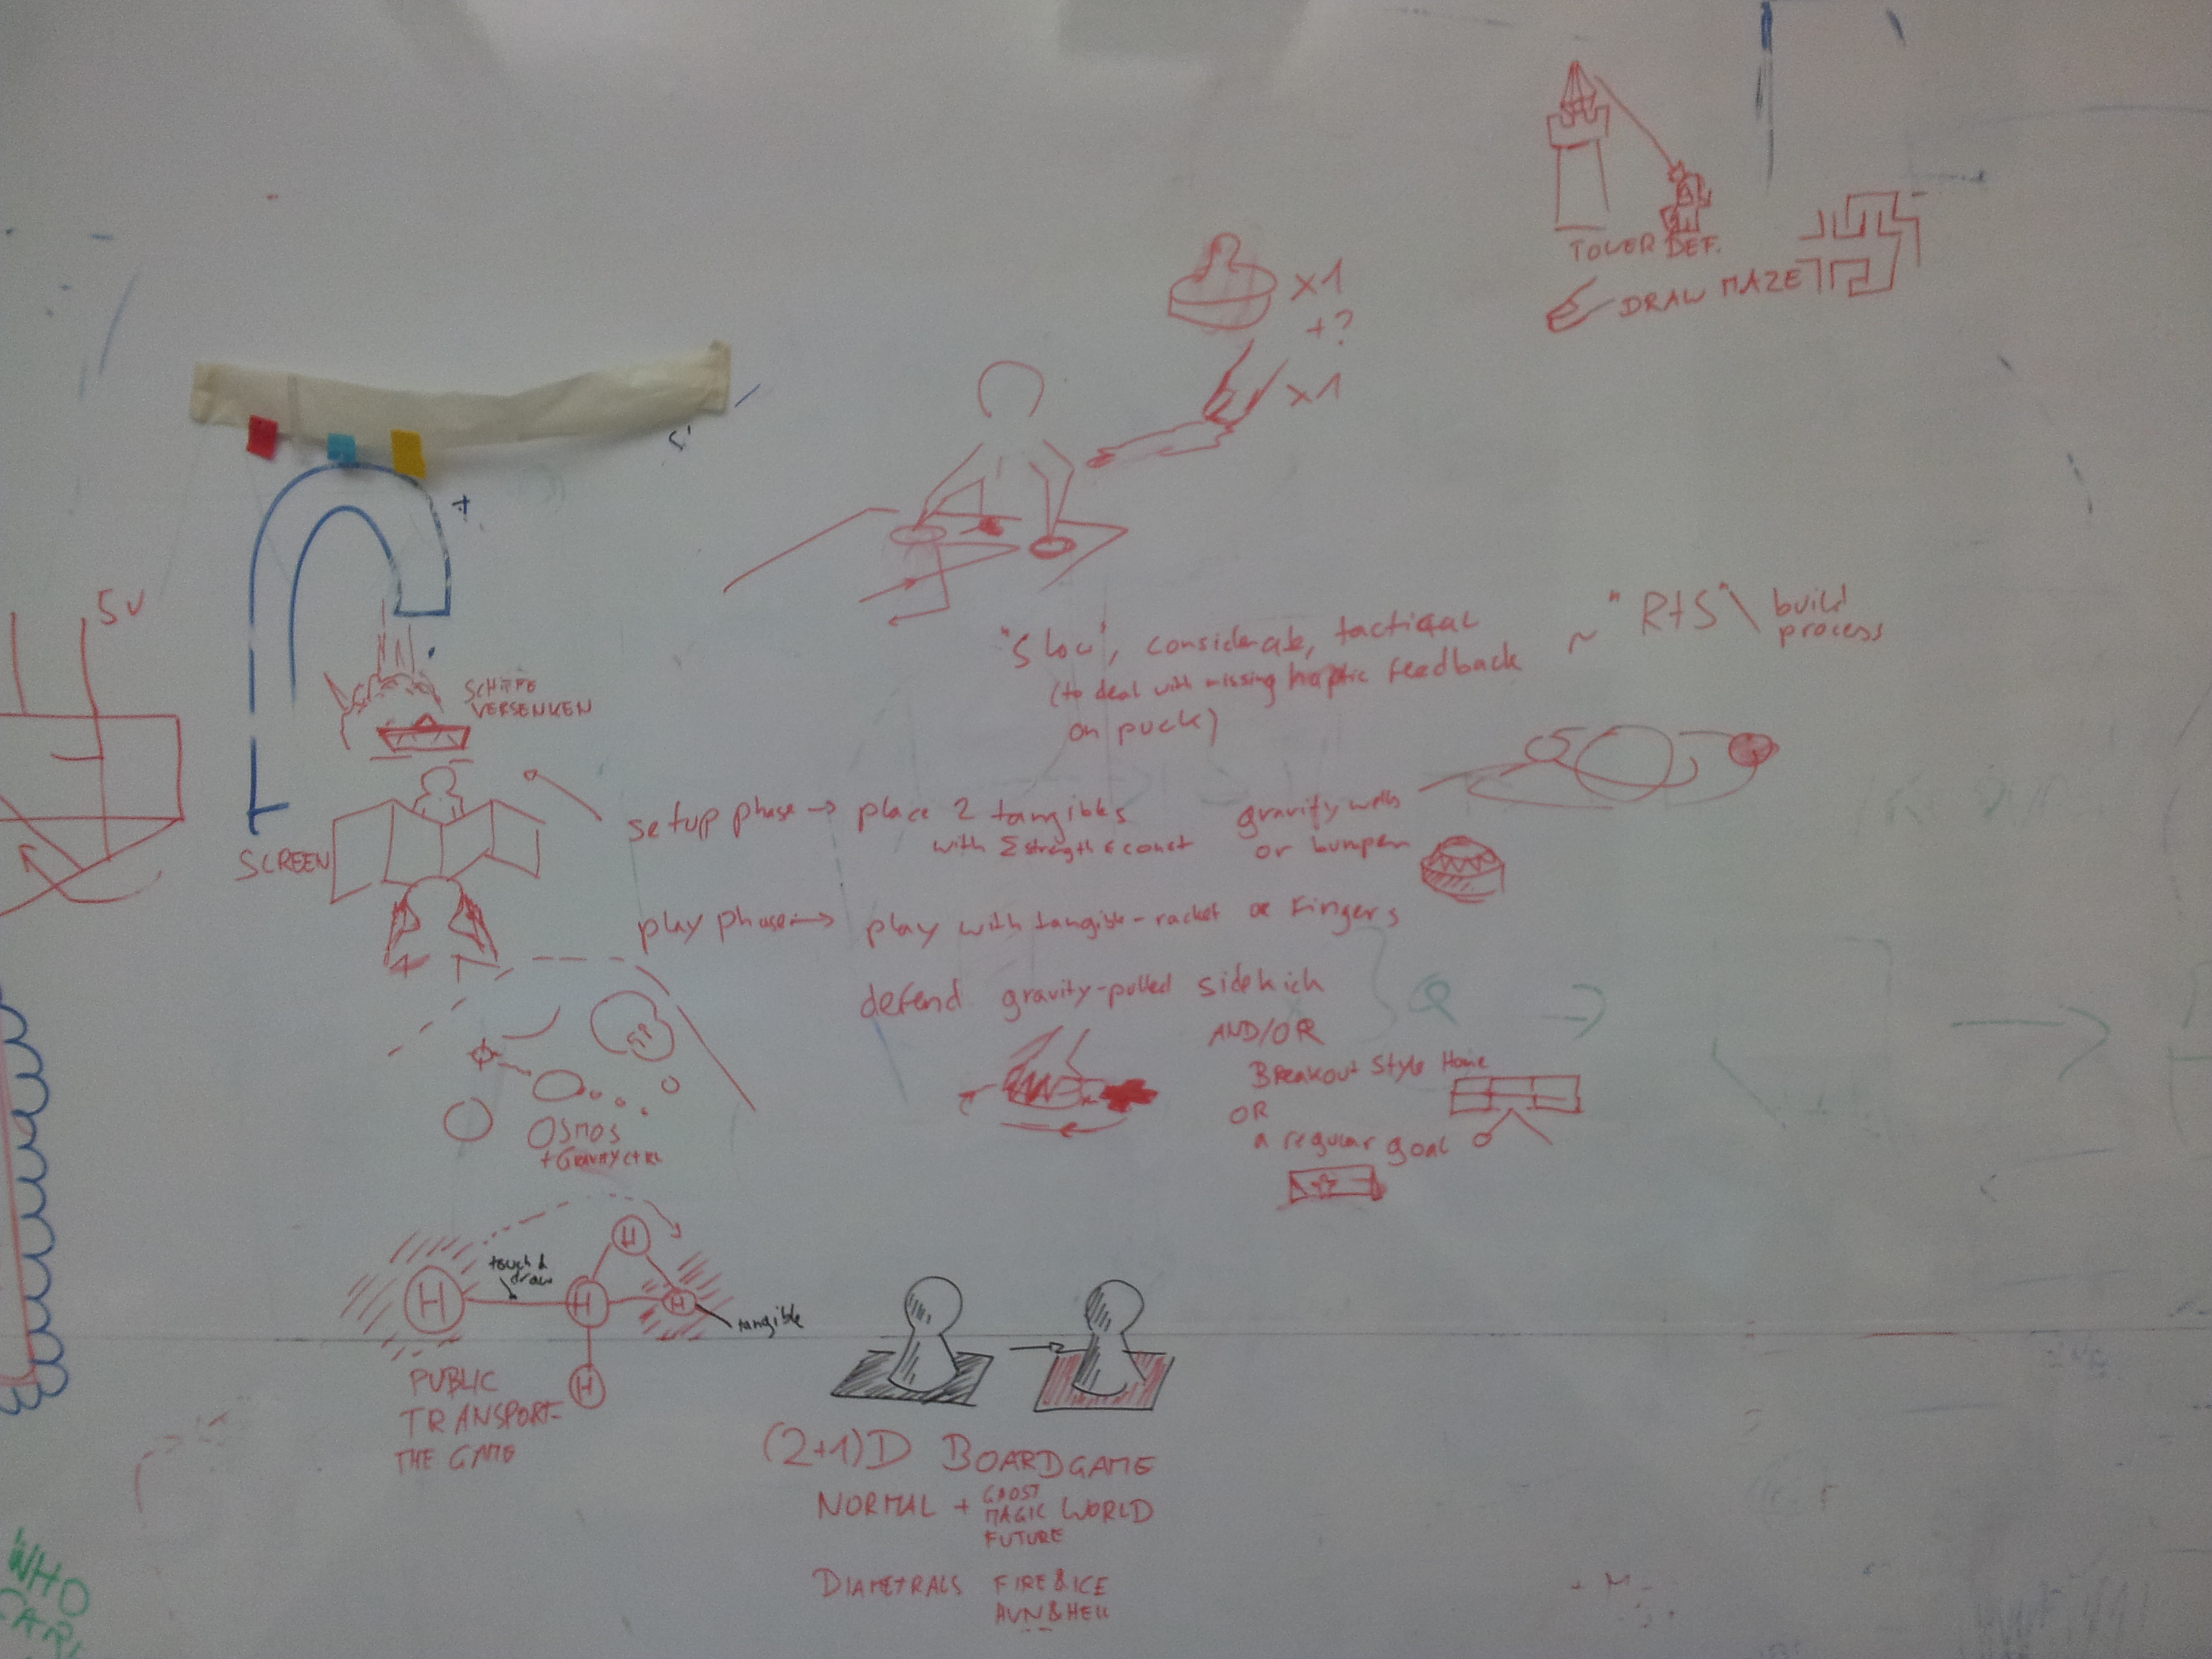 TOWER DEF.
DRAW MAZE
x1
+?
x1
+
5V
"Slow", considerate, tactical
(to deal with missing haptic feedback
on puck)
~ "RTS" \ build
process
SCHIFFE
VERSENKEN
SCREEN
setup phase → place 2 tangibles
with Σ strength = const
gravity wells
or bumper
play phase → play with tangible-racket or Fingers
defend gravity-pulled sidekick
AND/OR
Breakout Style Home
OR
a regular goal
OSMOS
+ GRAVITY CTRL
touch &
draw
H
H
H
H
H
tangible
PUBLIC
TRANSPORT-
THE GAME
(2+1)D BOARDGAME
NORMAL + GHOST
MAGIC WORLD
FUTURE
DIAMETRALS FIRE & ICE
& HELL
WHO